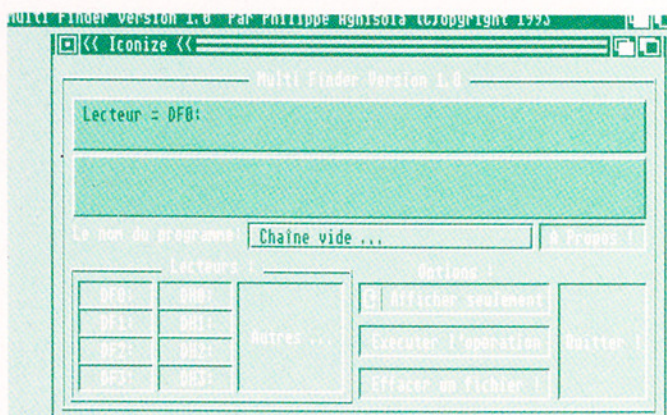 Multi Finder Version 1.0 Par Philippe Agnisola (C)opyright 1993
<< Iconize <<
Multi Finder Version 1.0
Lecteur = DF0:
Le nom du programme: Chaîne vide ... A Propos !
Lecteurs ! Options !
DF0: DH0: Autres ... Afficher seulement Quitter !
DF1: DH1:
DF2: DH2: Exécuter l'opération
DF3: DH3: Effacer un fichier !